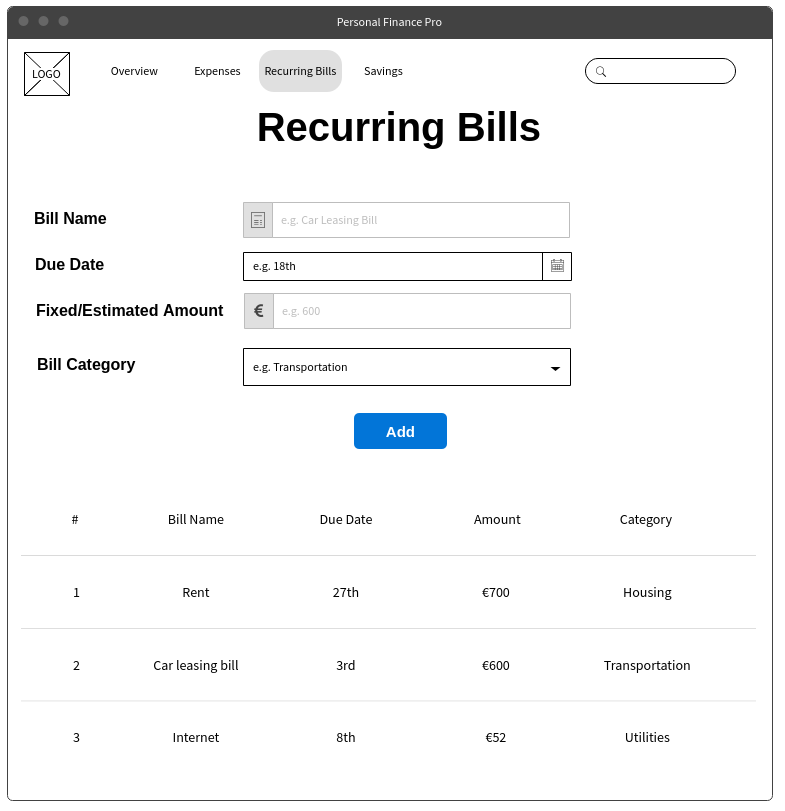 Personal Finance Pro
LOGO Overview Expenses Recurring Bills Savings
Recurring Bills
Bill Name e.g. Car Leasing Bill
Due Date e.g. 18th
Fixed/Estimated Amount € e.g. 600
Bill Category e.g. Transportation
Add
# Bill Name Due Date Amount Category
1 Rent 27th €700 Housing
2 Car leasing bill 3rd €600 Transportation
3 Internet 8th €52 Utilities